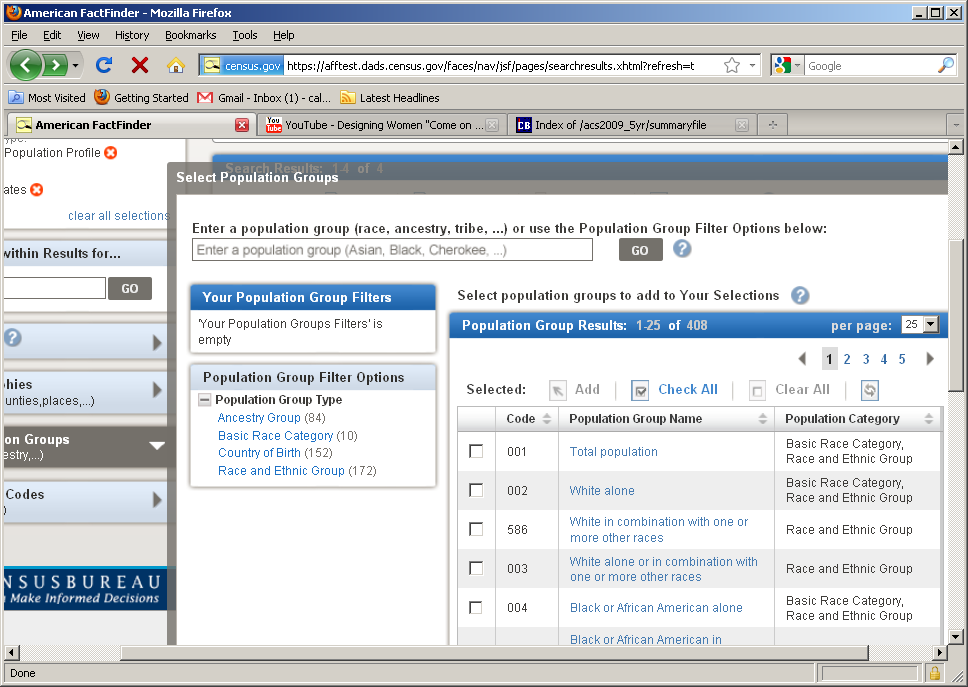 American FactFinder - Mozilla Firefox
File Edit View History Bookmarks Tools Help
census.gov https://afftest.dads.census.gov/faces/nav/jsf/pages/searchresults.xhtml?refresh=t Google
Most Visited Getting Started Gmail - Inbox (1) - cal... Latest Headlines
American FactFinder YouTube - Designing Women "Come on ... Index of /acs2009_5yr/summaryfile
Population Profile
Search Results: 1-4 of 4
Select Population Groups
ates
clear all selections
Enter a population group (race, ancestry, tribe, ...) or use the Population Group Filter Options below:
Enter a population group (Asian, Black, Cherokee, ...) GO ?
within Results for...
GO
Your Population Group Filters
'Your Population Groups Filters' is
empty
Select population groups to add to Your Selections ?
Population Group Results: 1-25 of 408 per page: 25
1 2 3 4 5
?
Population Group Filter Options
Population Group Type
Ancestry Group (84)
Basic Race Category (10)
Country of Birth (152)
Race and Ethnic Group (172)
Selected: Add Check All Clear All
phies
unties,places,...)
on Groups
estry,...)
Codes
)
NSUSBUREAU
Make Informed Decisions
Code Population Group Name Population Category
001 Total population Basic Race Category,
Race and Ethnic Group
002 White alone Basic Race Category,
Race and Ethnic Group
586 White in combination with one or
more other races Race and Ethnic Group
003 White alone or in combination with
one or more other races Race and Ethnic Group
004 Black or African American alone Basic Race Category,
Race and Ethnic Group
Black or African American in
Done